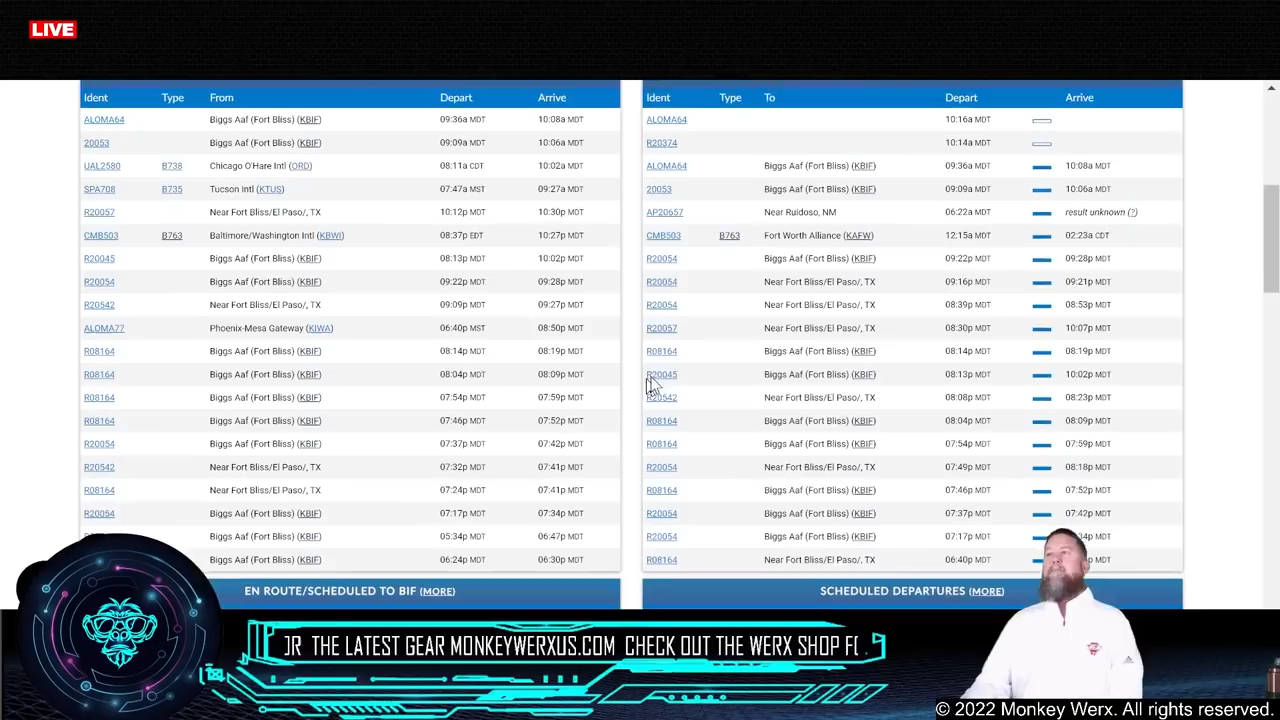 LIVE
Ident Type From Depart Arrive
ALOMA64 Biggs Aaf (Fort Bliss) (KBIF) 09:36a MDT 10:08a MDT
20053 Biggs Aaf (Fort Bliss) (KBIF) 09:09a MDT 10:06a MDT
UAL2580 B738 Chicago O'Hare Intl (ORD) 08:11a CDT 10:02a MDT
SPA708 B735 Tucson Intl (KTUS) 07:47a MST 09:27a MDT
R20057 Near Fort Bliss/El Paso/, TX 10:12p MDT 10:30p MDT
CMB503 B763 Baltimore/Washington Intl (KBWI) 08:37p EDT 10:27p MDT
R20045 Biggs Aaf (Fort Bliss) (KBIF) 08:13p MDT 10:02p MDT
R20054 Biggs Aaf (Fort Bliss) (KBIF) 09:22p MDT 09:28p MDT
R20542 Near Fort Bliss/El Paso/, TX 09:09p MDT 09:27p MDT
ALOMA77 Phoenix-Mesa Gateway (KIWA) 06:40p MST 08:50p MDT
R08164 Biggs Aaf (Fort Bliss) (KBIF) 08:14p MDT 08:19p MDT
R08164 Biggs Aaf (Fort Bliss) (KBIF) 08:04p MDT 08:09p MDT
R08164 Biggs Aaf (Fort Bliss) (KBIF) 07:54p MDT 07:59p MDT
R08164 Biggs Aaf (Fort Bliss) (KBIF) 07:46p MDT 07:52p MDT
R20054 Biggs Aaf (Fort Bliss) (KBIF) 07:37p MDT 07:42p MDT
R20542 Near Fort Bliss/El Paso/, TX 07:32p MDT 07:41p MDT
R08164 Near Fort Bliss/El Paso/, TX 07:24p MDT 07:41p MDT
R20054 Biggs Aaf (Fort Bliss) (KBIF) 07:17p MDT 07:34p MDT
Biggs Aaf (Fort Bliss) (KBIF) 05:34p MDT 06:47p MDT
Biggs Aaf (Fort Bliss) (KBIF) 06:24p MDT 06:30p MDT
EN ROUTE/SCHEDULED TO BIF (MORE)
Ident Type To Depart Arrive
ALOMA64 10:16a MDT
R20374 10:14a MDT
ALOMA64 Biggs Aaf (Fort Bliss) (KBIF) 09:36a MDT 10:08a MDT
20053 Biggs Aaf (Fort Bliss) (KBIF) 09:09a MDT 10:06a MDT
AP20657 Near Ruidoso, NM 06:22a MDT result unknown (?)
CMB503 B763 Fort Worth Alliance (KAFW) 12:15a MDT 02:23a CDT
R20054 Biggs Aaf (Fort Bliss) (KBIF) 09:22p MDT 09:28p MDT
R20054 Near Fort Bliss/El Paso/, TX 09:16p MDT 09:21p MDT
R20054 Near Fort Bliss/El Paso/, TX 08:39p MDT 08:53p MDT
R20057 Near Fort Bliss/El Paso/, TX 08:30p MDT 10:07p MDT
R08164 Biggs Aaf (Fort Bliss) (KBIF) 08:14p MDT 08:19p MDT
R20045 Biggs Aaf (Fort Bliss) (KBIF) 08:13p MDT 10:02p MDT
R20542 Near Fort Bliss/El Paso/, TX 08:08p MDT 08:23p MDT
R08164 Biggs Aaf (Fort Bliss) (KBIF) 08:04p MDT 08:09p MDT
R08164 Biggs Aaf (Fort Bliss) (KBIF) 07:54p MDT 07:59p MDT
R20054 Near Fort Bliss/El Paso/, TX 07:49p MDT 08:18p MDT
R08164 Biggs Aaf (Fort Bliss) (KBIF) 07:46p MDT 07:52p MDT
R20054 Biggs Aaf (Fort Bliss) (KBIF) 07:37p MDT 07:42p MDT
R20054 Biggs Aaf (Fort Bliss) (KBIF) 07:17p MDT MDT
R08164 Near Fort Bliss/El Paso/, TX 06:40p MDT MDT
SCHEDULED DEPARTURES (MORE)
THE LATEST GEAR MONKEYWERXUS.COM CHECK OUT THE WERX SHOP
© 2022 Monkey Werx. All rights reserved.